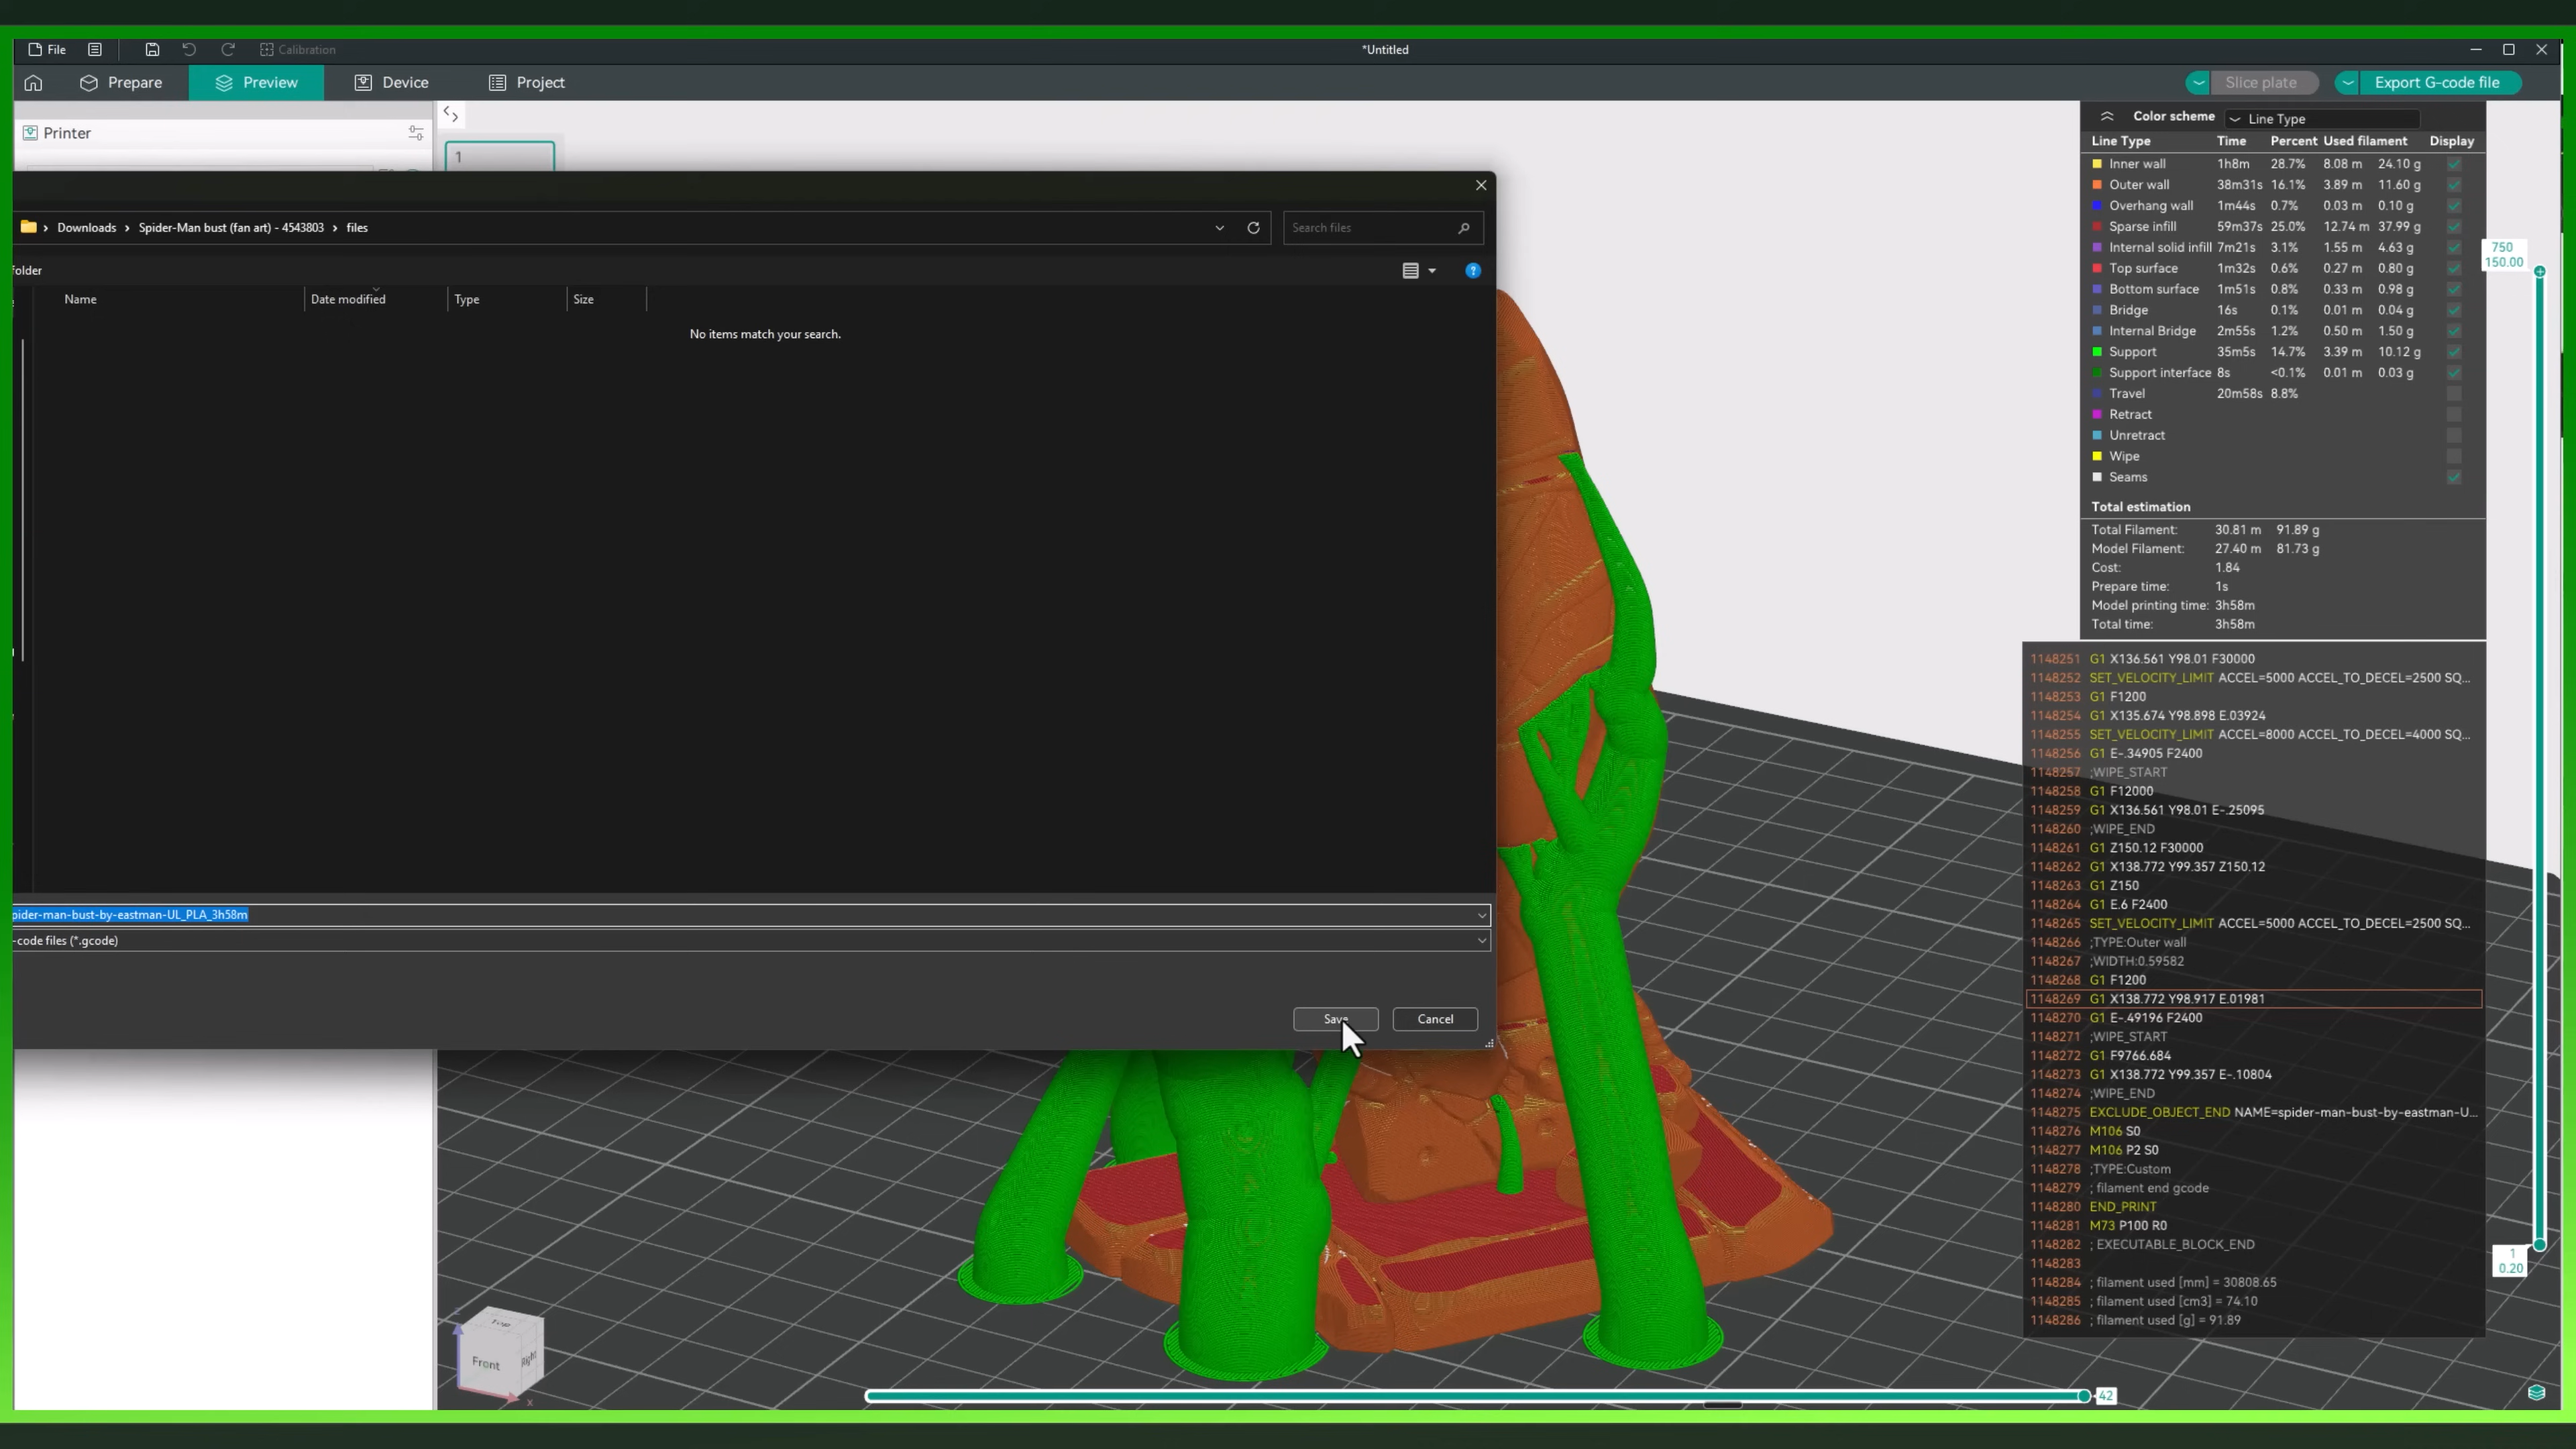 File
Calibration
*Untitled
Prepare
Preview
Device
Project
Slice plate
Export G-code file
Printer
1
Downloads › Spider-Man bust (fan art) - 4543803 › files
Search files
folder
Name Date modified Type Size
No items match your search.
pider-man-bust-by-eastman-UL_PLA_3h58m
-code files (*.gcode)
Save
Cancel
Color scheme Line Type
Line Type Time Percent Used filament Display
Inner wall 1h8m 28.7% 8.08 m 24.10 g
Outer wall 38m31s 16.1% 3.89 m 11.60 g
Overhang wall 1m44s 0.7% 0.03 m 0.10 g
Sparse infill 59m37s 25.0% 12.74 m 37.99 g
Internal solid infill 7m21s 3.1% 1.55 m 4.63 g
Top surface 1m32s 0.6% 0.27 m 0.80 g
Bottom surface 1m51s 0.8% 0.33 m 0.98 g
Bridge 16s 0.1% 0.01 m 0.04 g
Internal Bridge 2m55s 1.2% 0.50 m 1.50 g
Support 35m5s 14.7% 3.39 m 10.12 g
Support interface 8s <0.1% 0.01 m 0.03 g
Travel 20m58s 8.8%
Retract
Unretract
Wipe
Seams
Total estimation
Total Filament: 30.81 m 91.89 g
Model Filament: 27.40 m 81.73 g
Cost: 1.84
Prepare time: 1s
Model printing time: 3h58m
Total time: 3h58m
750
150.00
1148251 G1 X136.561 Y98.01 F30000
1148252 SET_VELOCITY_LIMIT ACCEL=5000 ACCEL_TO_DECEL=2500 SQ...
1148253 G1 F1200
1148254 G1 X135.674 Y98.898 E.03924
1148255 SET_VELOCITY_LIMIT ACCEL=8000 ACCEL_TO_DECEL=4000 SQ...
1148256 G1 E-.34905 F2400
1148257 ;WIPE_START
1148258 G1 F12000
1148259 G1 X136.561 Y98.01 E-.25095
1148260 ;WIPE_END
1148261 G1 Z150.12 F30000
1148262 G1 X138.772 Y99.357 Z150.12
1148263 G1 Z150
1148264 G1 E.6 F2400
1148265 SET_VELOCITY_LIMIT ACCEL=5000 ACCEL_TO_DECEL=2500 SQ...
1148266 ;TYPE:Outer wall
1148267 ;WIDTH:0.59582
1148268 G1 F1200
1148269 G1 X138.772 Y98.917 E.01981
1148270 G1 E-.49196 F2400
1148271 ;WIPE_START
1148272 G1 F9766.684
1148273 G1 X138.772 Y99.357 E-.10804
1148274 ;WIPE_END
1148275 EXCLUDE_OBJECT_END NAME=spider-man-bust-by-eastman-U...
1148276 M106 S0
1148277 M106 P2 S0
1148278 ;TYPE:Custom
1148279 ; filament end gcode
1148280 END_PRINT
1148281 M73 P100 R0
1148282 ; EXECUTABLE_BLOCK_END
1148283
1148284 ; filament used [mm] = 30808.65
1148285 ; filament used [cm3] = 74.10
1148286 ; filament used [g] = 91.89
1
0.20
Top
Front
Right
z
x
42